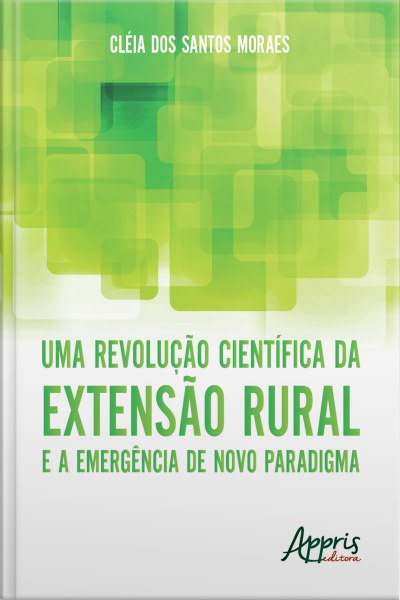 CLÉIA DOS SANTOS MORAES
UMA REVOLUÇÃO CIENTÍFICA DA
EXTENSÃO RURAL
E A EMERGÊNCIA DE NOVO PARADIGMA
Appris
editora